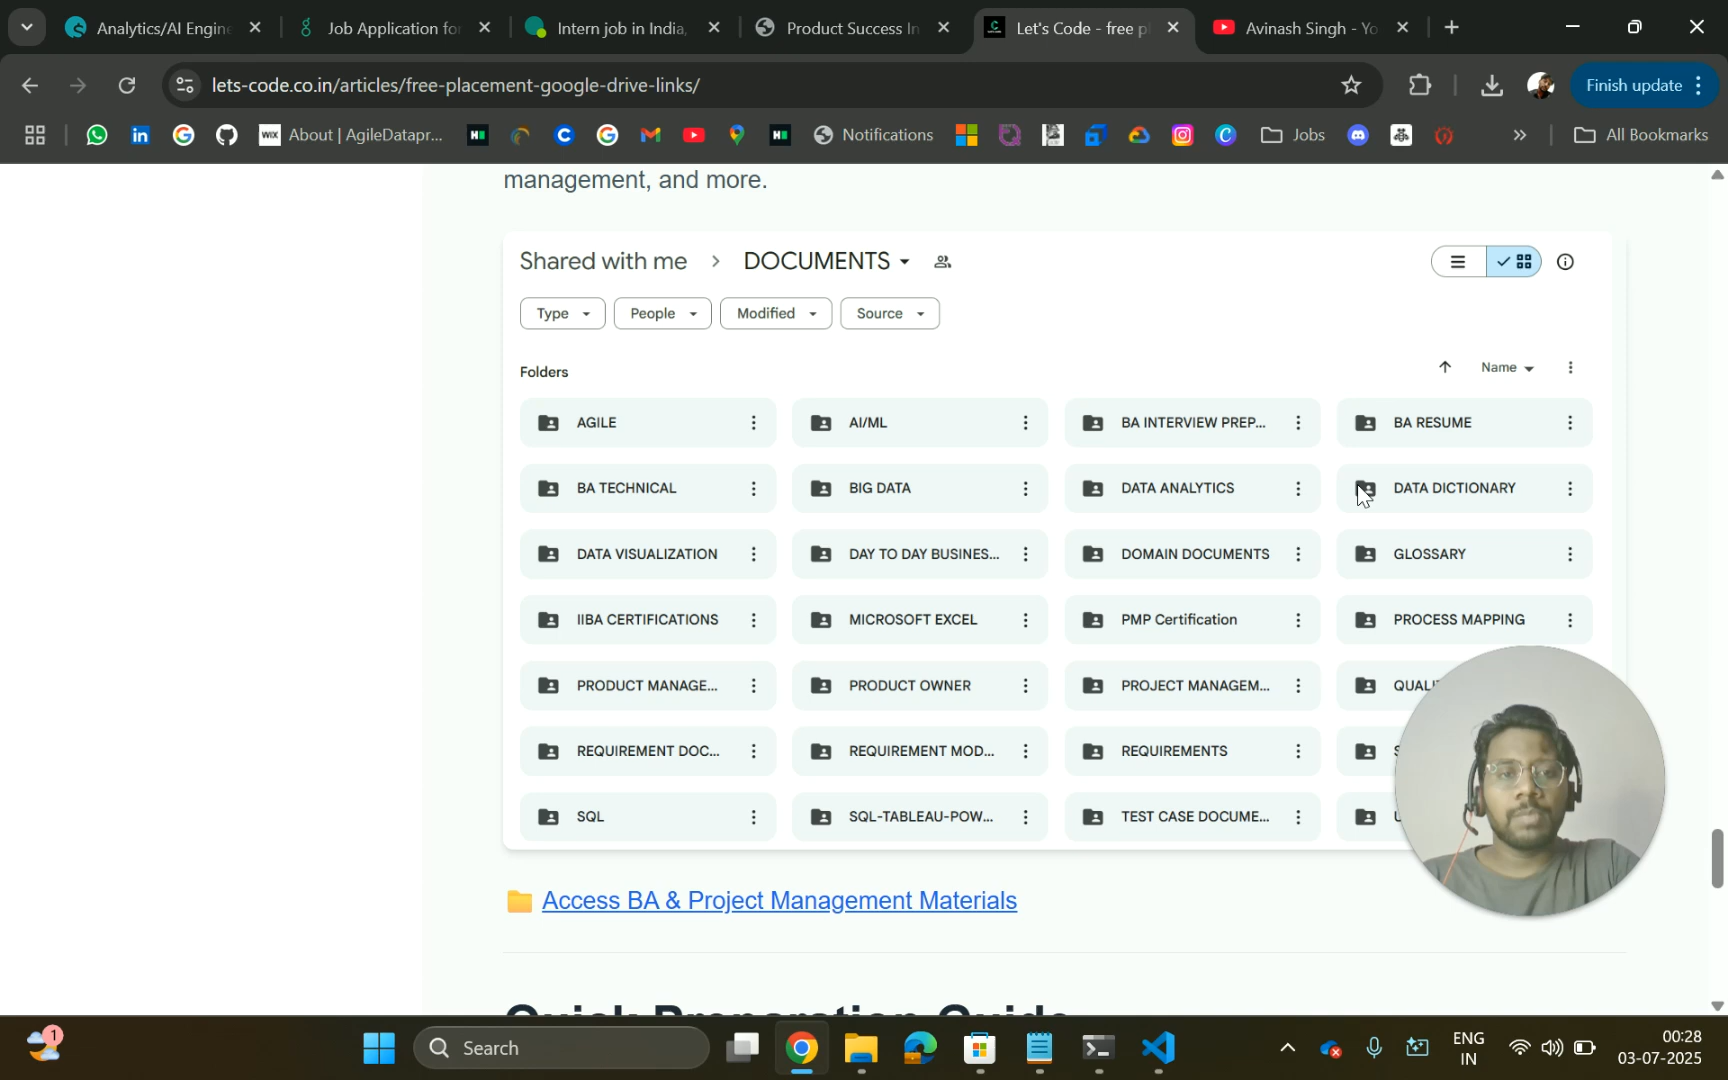 Analytics/AI Engine
Job Application fo
Intern job in India,
Product Success In
Let's Code - free pl
Avinash Singh - Yo
lets-code.co.in/articles/free-placement-google-drive-links/
Finish update
WIX About | AgileDatapr...
Notifications
Jobs
All Bookmarks
management, and more.
Shared with me > DOCUMENTS
Type
People
Modified
Source
Folders
Name
AGILE
AI/ML
BA INTERVIEW PREP...
BA RESUME
BA TECHNICAL
BIG DATA
DATA ANALYTICS
DATA DICTIONARY
DATA VISUALIZATION
DAY TO DAY BUSINES...
DOMAIN DOCUMENTS
GLOSSARY
IIBA CERTIFICATIONS
MICROSOFT EXCEL
PMP Certification
PROCESS MAPPING
PRODUCT MANAGE...
PRODUCT OWNER
PROJECT MANAGEM...
REQUIREMENT DOC...
REQUIREMENT MOD...
REQUIREMENTS
SQL
SQL-TABLEAU-POW...
TEST CASE DOCUME...
Access BA & Project Management Materials
Quick Preparation Guide
1
Search
ENG
IN
00:28
03-07-2025